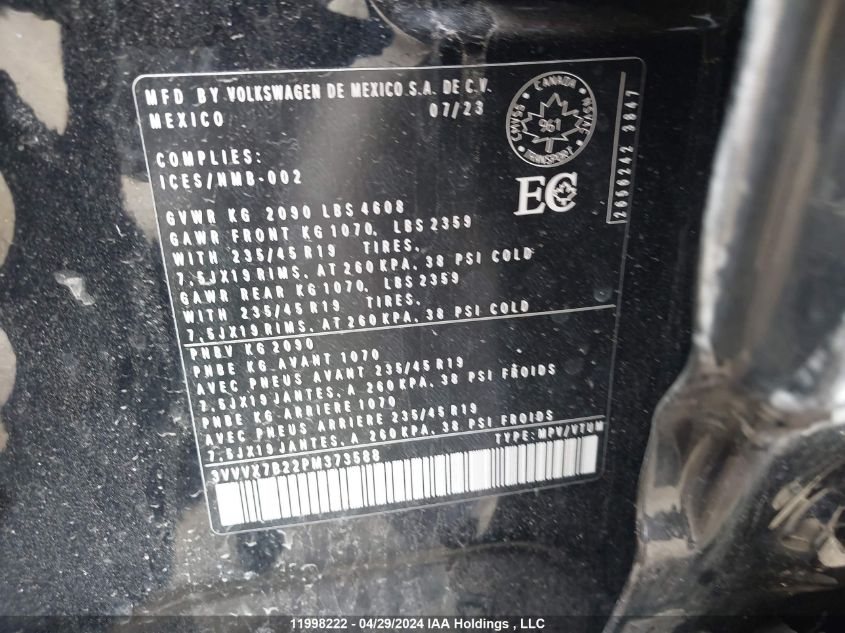 MFD BY VOLKSWAGEN DE MEXICO S.A. DE C.V.
MEXICO 07/23
CANADA
961
TRANSPORT
COMPLIES:
ICES/NMB-002
EC
GVWR KG 2090 LBS 4608
GAWR FRONT KG 1070, LBS 2359
WITH 235/45 R19 TIRES,
7,5JX19 RIMS, AT 260 KPA, 38 PSI COLD
GAWR REAR KG 1070, LBS 2359
WITH 235/45 R19 TIRES,
7,5JX19 RIMS, AT 260 KPA, 38 PSI COLD
PNBV KG 2090
PNBE KG AVANT 1070
AVEC PNEUS AVANT 235/45 R19
7,5JX19 JANTES, A 260 KPA, 38 PSI FROIDS
PNBE KG ARRIERE 1070
AVEC PNEUS ARRIERE 235/45 R19
7,5JX19 JANTES, A 260 KPA, 38 PSI FROIDS
TYPE: MPV/VTUM
3VVVX7B22PM373588
11998222 - 04/29/2024 IAA Holdings , LLC